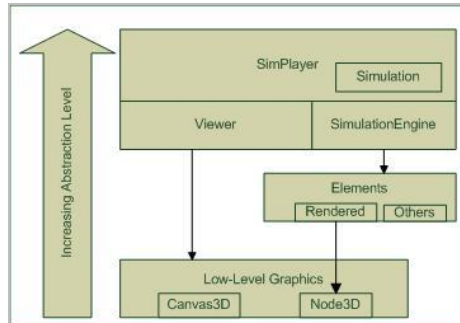 Increasing Abstraction Level
SimPlayer
Simulation
Viewer
SimulationEngine
Elements
Rendered
Others
Low-Level Graphics
Canvas3D
Node3D